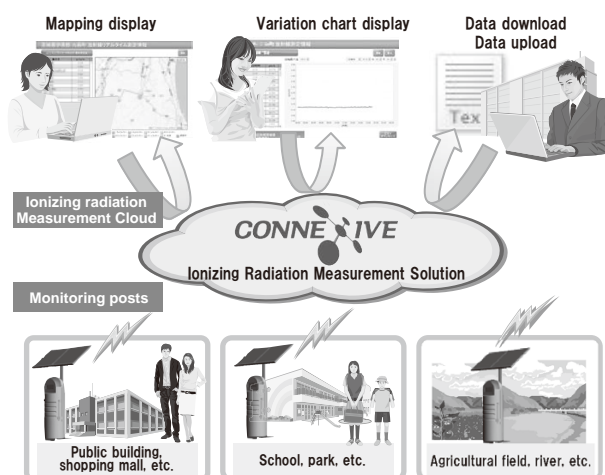 Mapping display
Variation chart display
Data download
Data upload
Tex
Ionizing radiation
Measurement Cloud
CONNEXIVE
Ionizing Radiation Measurement Solution
Monitoring posts
Public building,
shopping mall, etc.
School, park, etc.
Agricultural field, river, etc.